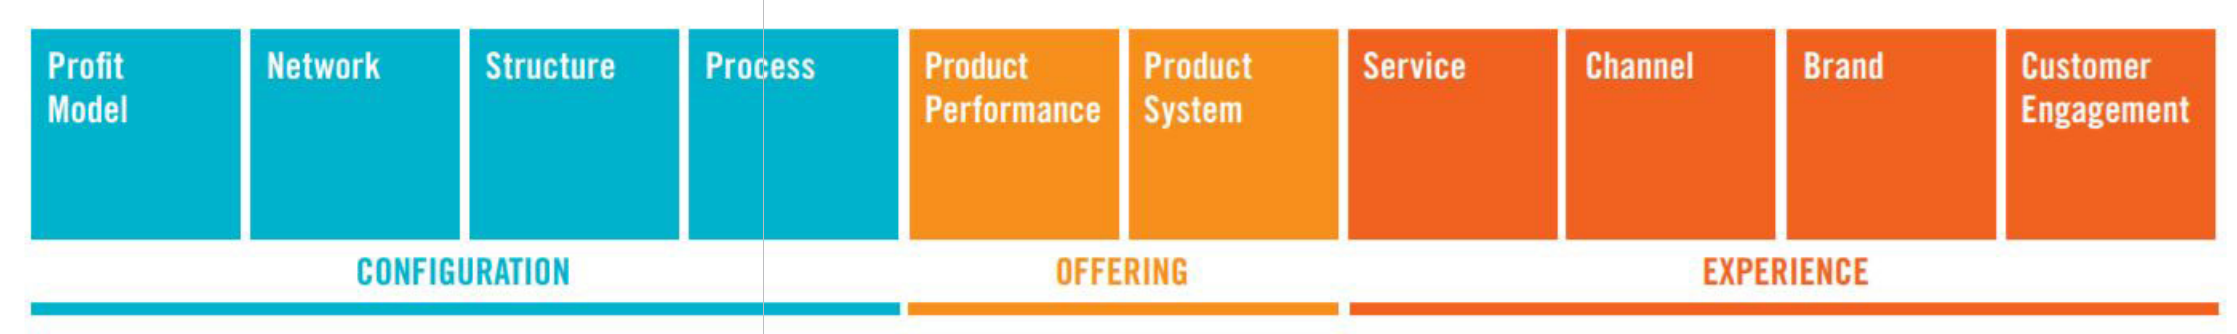 Profit
Model
Network
Structure
Process
Product
Performance
Product
System
Service
Channel
Brand
Customer
Engagement
CONFIGURATION
OFFERING
EXPERIENCE